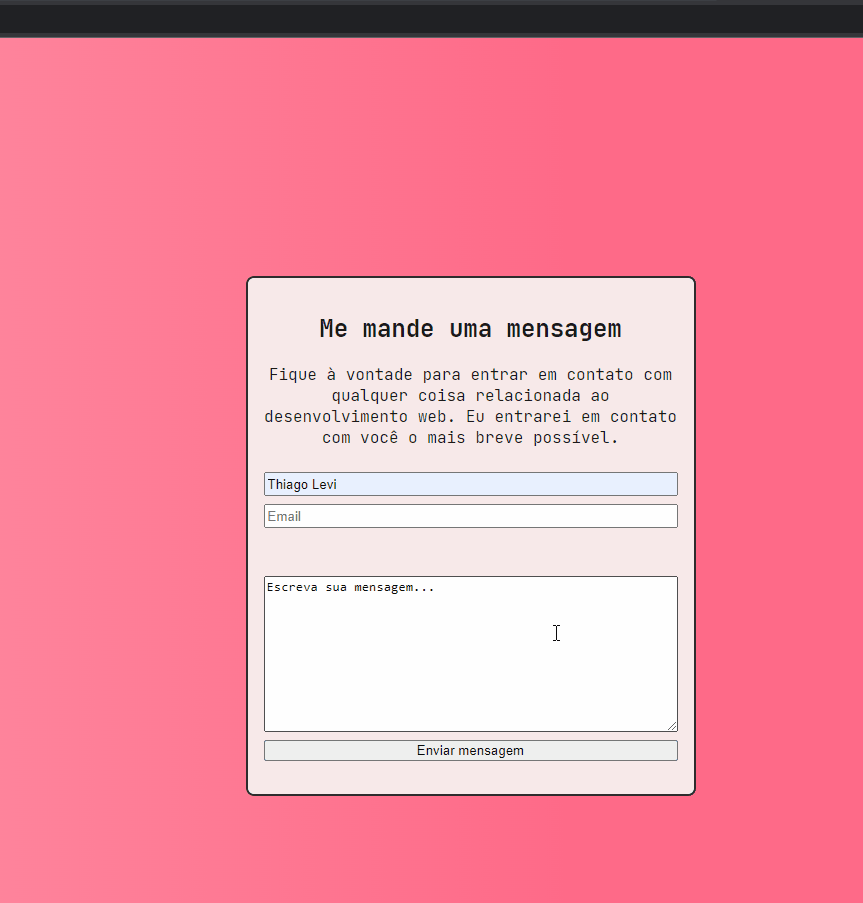 Me mande uma mensagem
Fique à vontade para entrar em contato com
qualquer coisa relacionada ao
desenvolvimento web. Eu entrarei em contato
com você o mais breve possível.
Thiago Levi
Email
Escreva sua mensagem...
Enviar mensagem